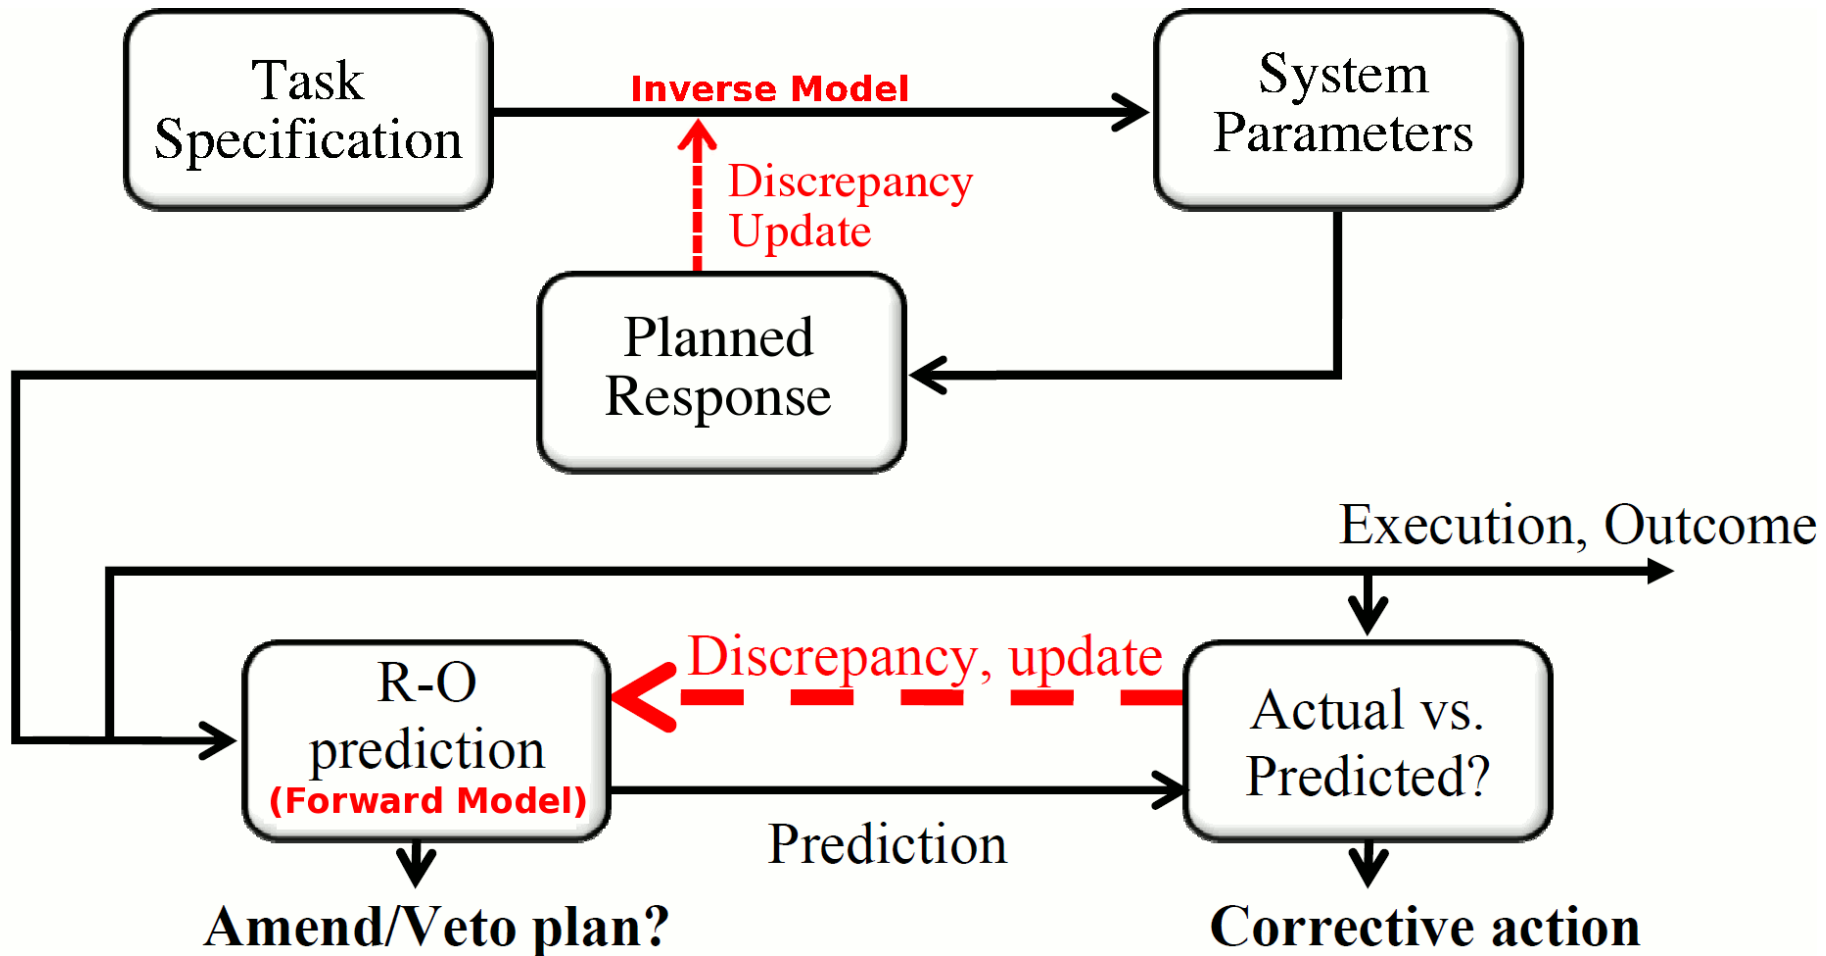 Task
Specification
Inverse Model
System
Parameters
Discrepancy
Update
Planned
Response
Execution, Outcome
Discrepancy, update
R-O
prediction
(Forward Model)
Actual vs.
Predicted?
Prediction
Amend/Veto plan?
Corrective action